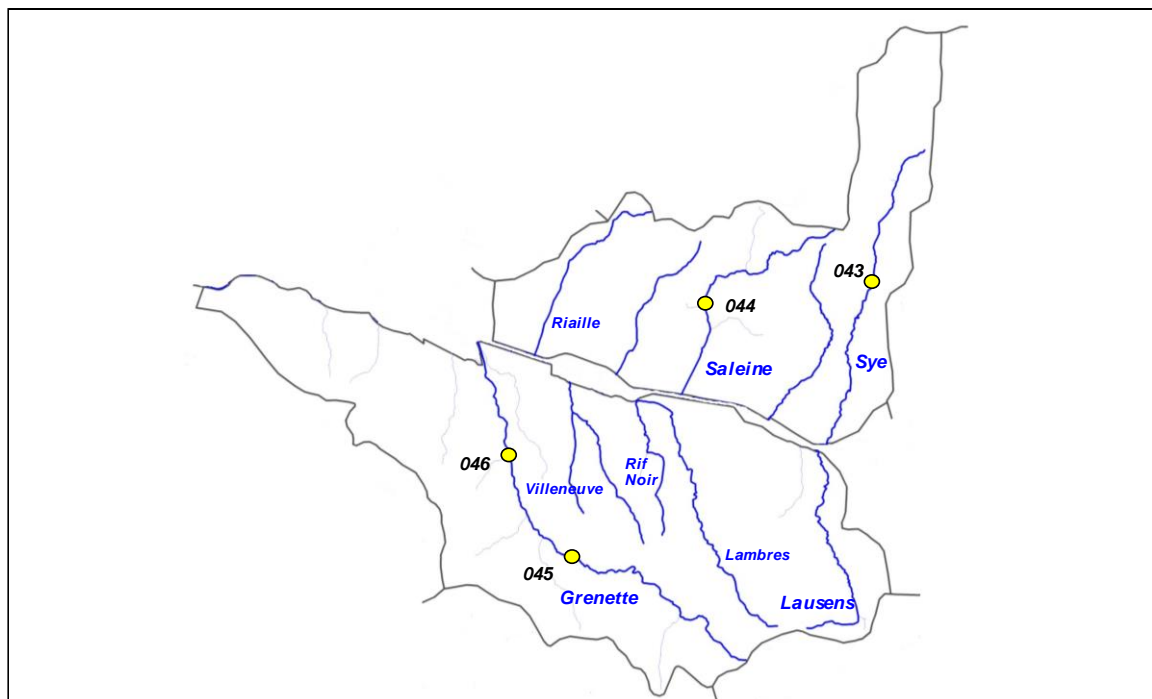 043
044
Riaille
Saleine
Sye
046
Villeneuve
Rif
Noir
045
Lambres
Grenette
Lausens